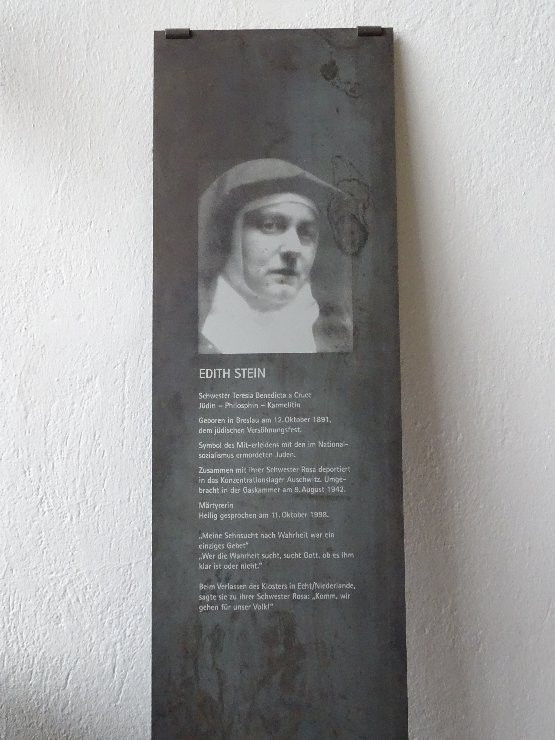 EDITH STEIN
Schwester Teresia Benedicta a Cruce
Jüdin – Philosophin – Karmelitin
Geboren in Breslau am 12. Oktober 1891,
dem jüdischen Versöhnungsfest.
Symbol des Mit-erleidens mit den im National-
sozialismus ermordeten Juden.
Zusammen mit ihrer Schwester Rosa deportiert
in das Konzentrationslager Auschwitz. Umge-
bracht in der Gaskammer am 9. August 1942.
Märtyrerin
Heilig gesprochen am 11. Oktober 1998.
„Meine Sehnsucht nach Wahrheit war ein
einziges Gebet“
„Wer die Wahrheit sucht, sucht Gott, ob es ihm
klar ist oder nicht.“
Beim Verlassen des Klosters in Echt/Niederlande,
sagte sie zu ihrer Schwester Rosa: „Komm, wir
gehen für unser Volk!“